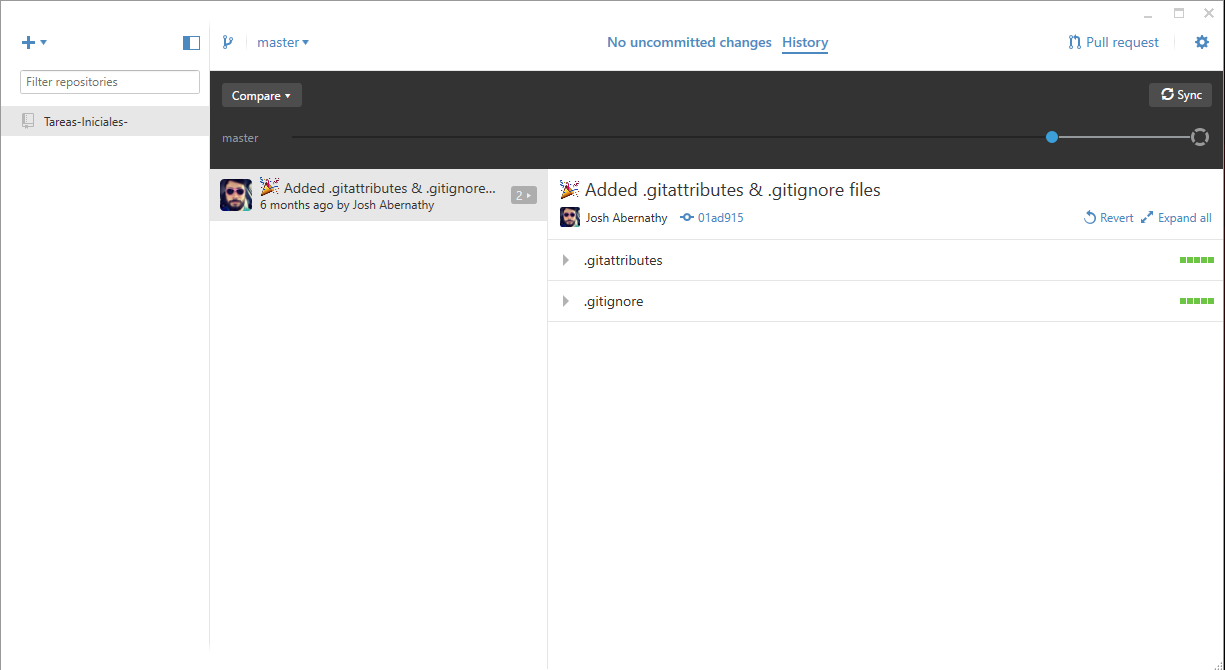 master
No uncommitted changes
History
Pull request
Filter repositories
Tareas-Iniciales-
Compare
Sync
master
Added .gitattributes & .gitignore...
6 months ago by Josh Abernathy
2
Added .gitattributes & .gitignore files
Josh Abernathy
01ad915
Revert
Expand all
.gitattributes
.gitignore